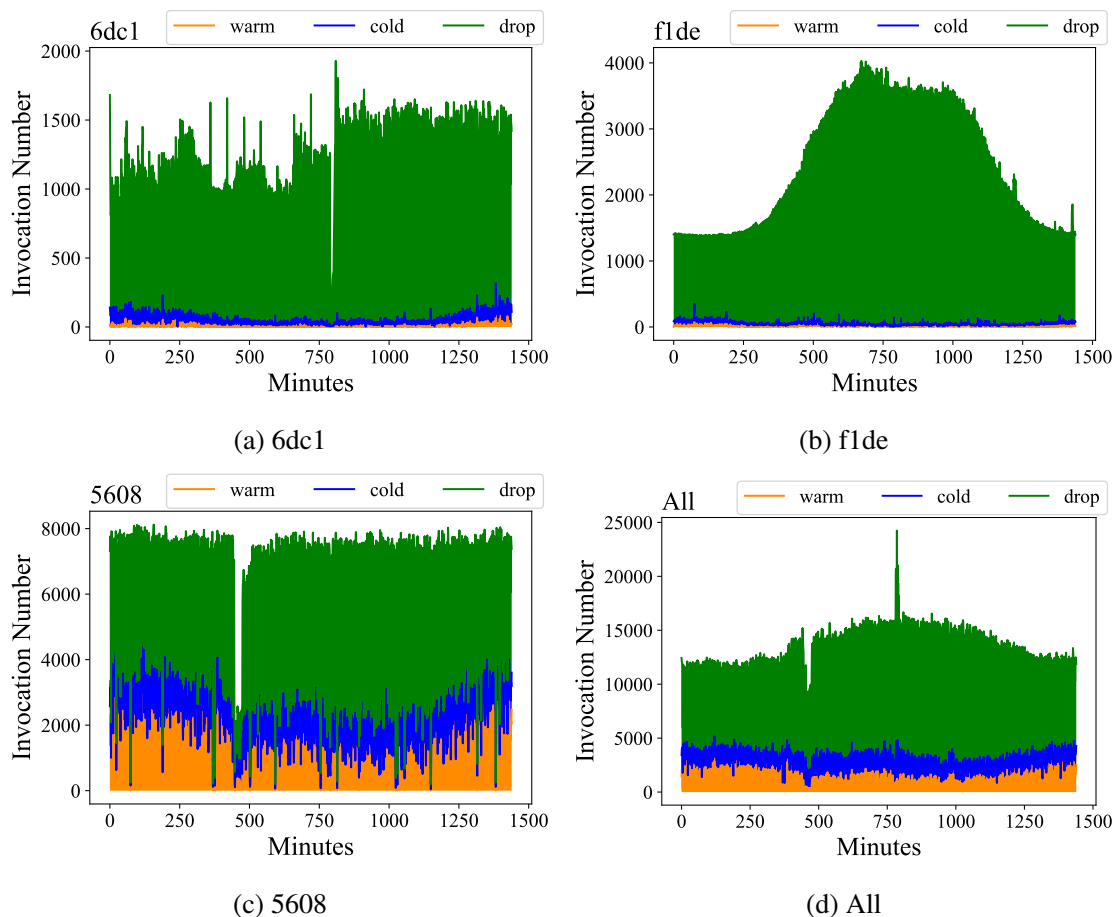 6dc1
warm cold drop
Invocation Number
2000
1500
1000
500
0
0 250 500 750 1000 1250 1500
Minutes
(a) 6dc1
f1de
warm cold drop
Invocation Number
4000
3000
2000
1000
0
0 250 500 750 1000 1250 1500
Minutes
(b) f1de
5608
warm cold drop
Invocation Number
8000
6000
4000
2000
0
0 250 500 750 1000 1250 1500
Minutes
(c) 5608
All
warm cold drop
Invocation Number
25000
20000
15000
10000
5000
0
0 250 500 750 1000 1250 1500
Minutes
(d) All